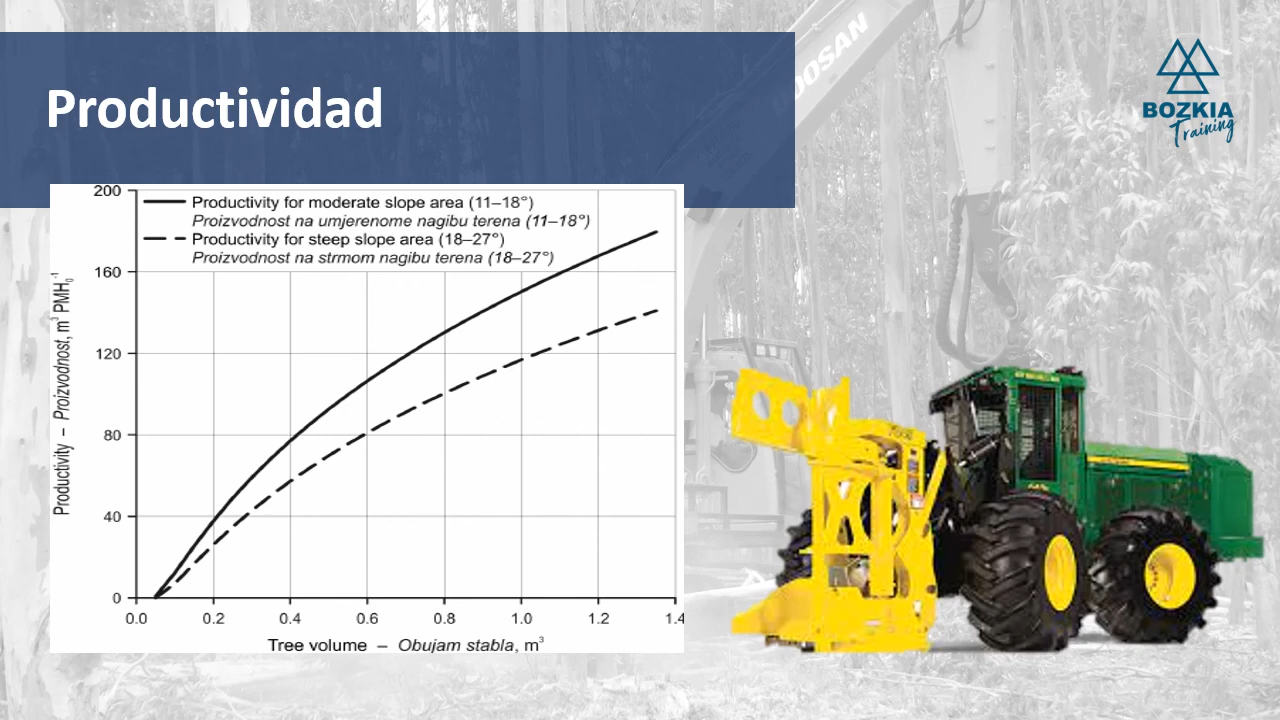 Productividad
DOOSAN
BOZKIA
Training
200
160
120
80
40
0
Productivity – Proizvodnost, m³ PMH₀⁻¹
Productivity for moderate slope area (11–18°)
Proizvodnost na umjerenome nagibu terena (11–18°)
Productivity for steep slope area (18–27°)
Proizvodnost na strmom nagibu terena (18–27°)
0.0 0.2 0.4 0.6 0.8 1.0 1.2 1.4
Tree volume – Obujam stabla, m³